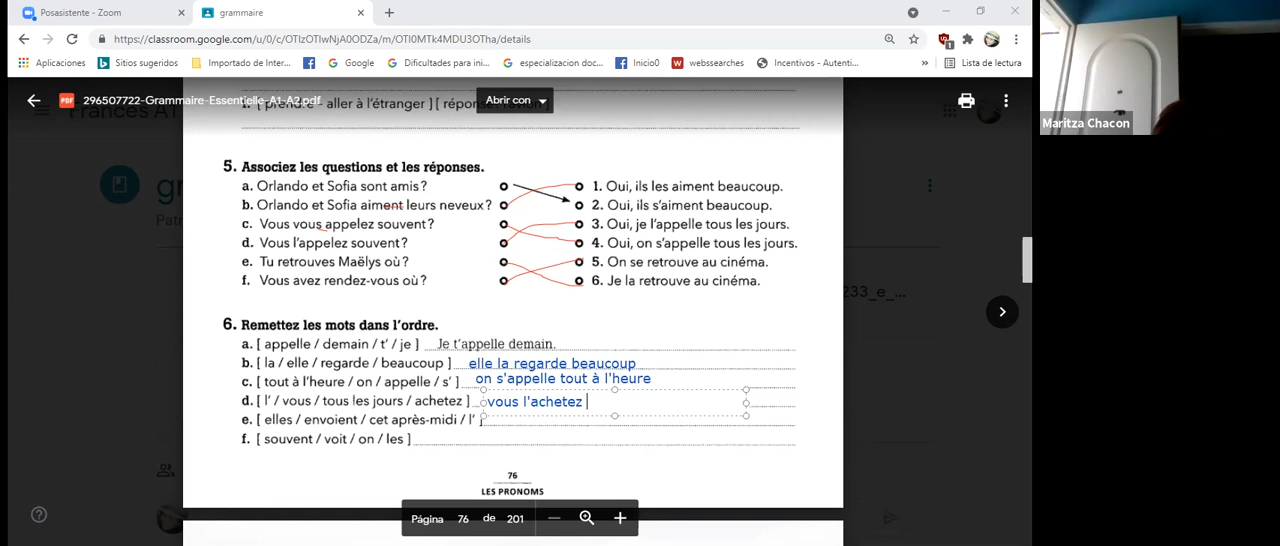 Posasistente - Zoom
grammaire
https://classroom.google.com/u/0/c/OTIzOTIwNjA0ODZa/m/OTI0MTk4MDU3OTha/details
Aplicaciones
Sitios sugeridos
Importado de Inter...
Google
Dificultades para ini...
especializacion doc...
Inicio0
webssearches
Incentivos - Autenti...
»
Lista de lectura
296507722-Grammaire-Essentielle-A1-A2.pdf
Abrir con
[ prendre - aller à l'étranger ] [ réponse : l'avion ]
5. Associez les questions et les réponses.
a. Orlando et Sofia sont amis ? 1. Oui, ils les aiment beaucoup.
b. Orlando et Sofia aiment leurs neveux ? 2. Oui, ils s'aiment beaucoup.
c. Vous vous appelez souvent ? 3. Oui, je l'appelle tous les jours.
d. Vous l'appelez souvent ? 4. Oui, on s'appelle tous les jours.
e. Tu retrouves Maëlys où ? 5. On se retrouve au cinéma.
f. Vous avez rendez-vous où ? 6. Je la retrouve au cinéma.
6. Remettez les mots dans l'ordre.
a. [ appelle / demain / t' / je ] Je t'appelle demain.
b. [ la / elle / regarde / beaucoup ] elle la regarde beaucoup
c. [ tout à l'heure / on / appelle / s' ] on s'appelle tout à l'heure
d. [ l' / vous / tous les jours / achetez ] vous l'achetez
e. [ elles / envoient / cet après-midi / l' ]
f. [ souvent / voit / on / les ]
76
LES PRONOMS
Página 76 de 201
233_e_...
Maritza Chacon